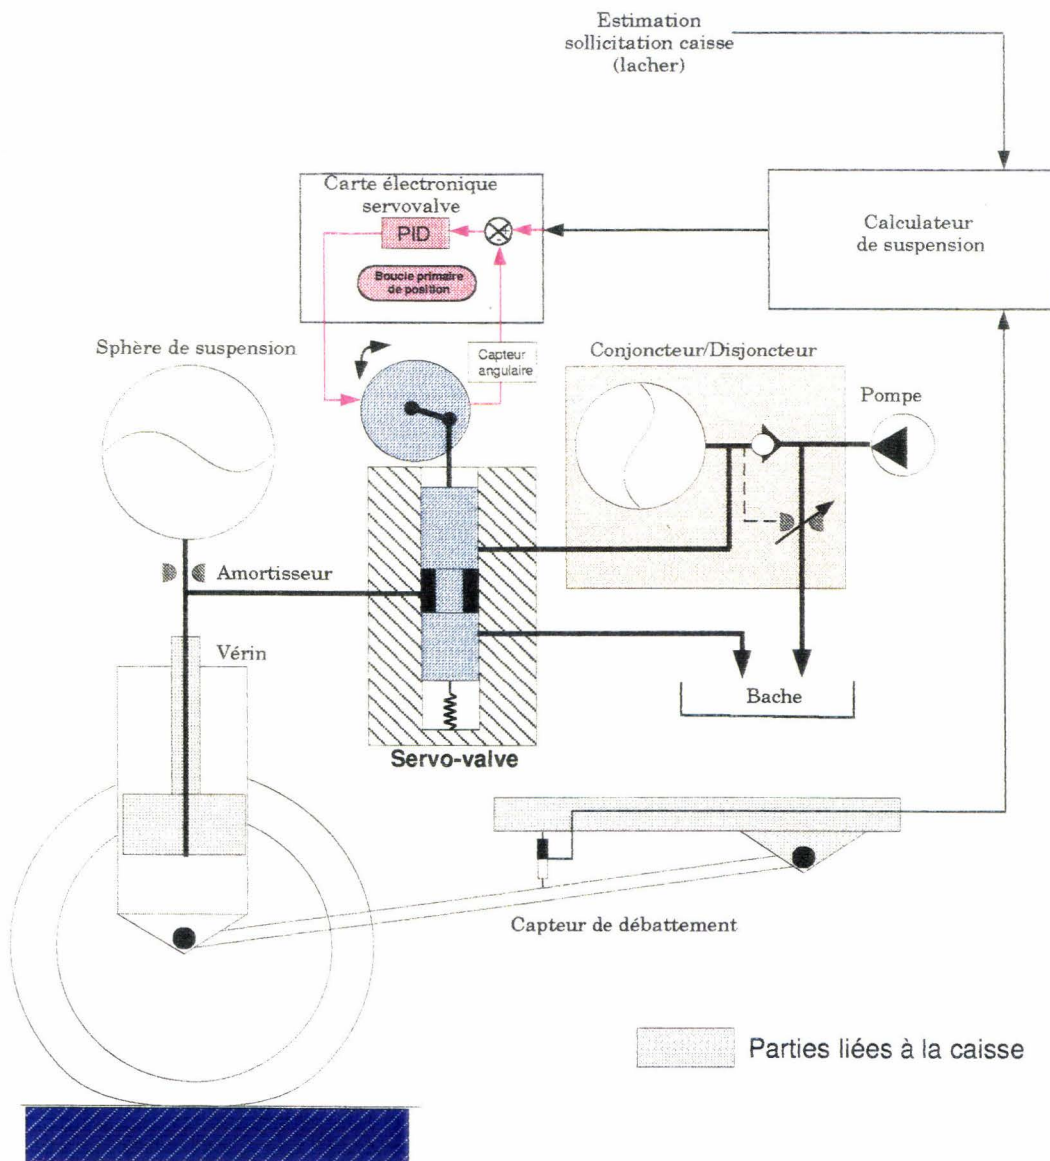 Estimation
sollicitation caisse
(lacher)
Carte électronique
servovalve
PID
+
-
Boucle primaire
de position
Calculateur
de suspension
Sphère de suspension
Capteur
angulaire
Conjoncteur/Disjoncteur
Pompe
Amortisseur
Vérin
Bache
Servo-valve
Capteur de débattement
Parties liées à la caisse